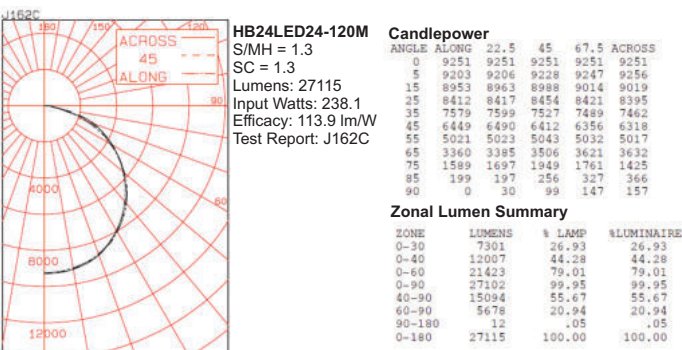 J162C
180 150 120
ACROSS
45
ALONG
90
60
4000
8000
12000
HB24LED24-120M
S/MH = 1.3
SC = 1.3
Lumens: 27115
Input Watts: 238.1
Efficacy: 113.9 lm/W
Test Report: J162C
Candlepower
ANGLE ALONG 22.5 45 67.5 ACROSS
0 9251 9251 9251 9251 9251
5 9203 9206 9228 9247 9256
15 8953 8963 8988 9014 9019
25 8412 8417 8454 8421 8395
35 7579 7599 7527 7489 7462
45 6449 6490 6412 6356 6318
55 5021 5023 5043 5032 5017
65 3360 3385 3506 3621 3632
75 1589 1697 1949 1761 1425
85 199 197 256 327 366
90 0 30 99 147 157
Zonal Lumen Summary
ZONE LUMENS % LAMP %LUMINAIRE
0-30 7301 26.93 26.93
0-40 12007 44.28 44.28
0-60 21423 79.01 79.01
0-90 27102 99.95 99.95
40-90 15094 55.67 55.67
60-90 5678 20.94 20.94
90-180 12 .05 .05
0-180 27115 100.00 100.00